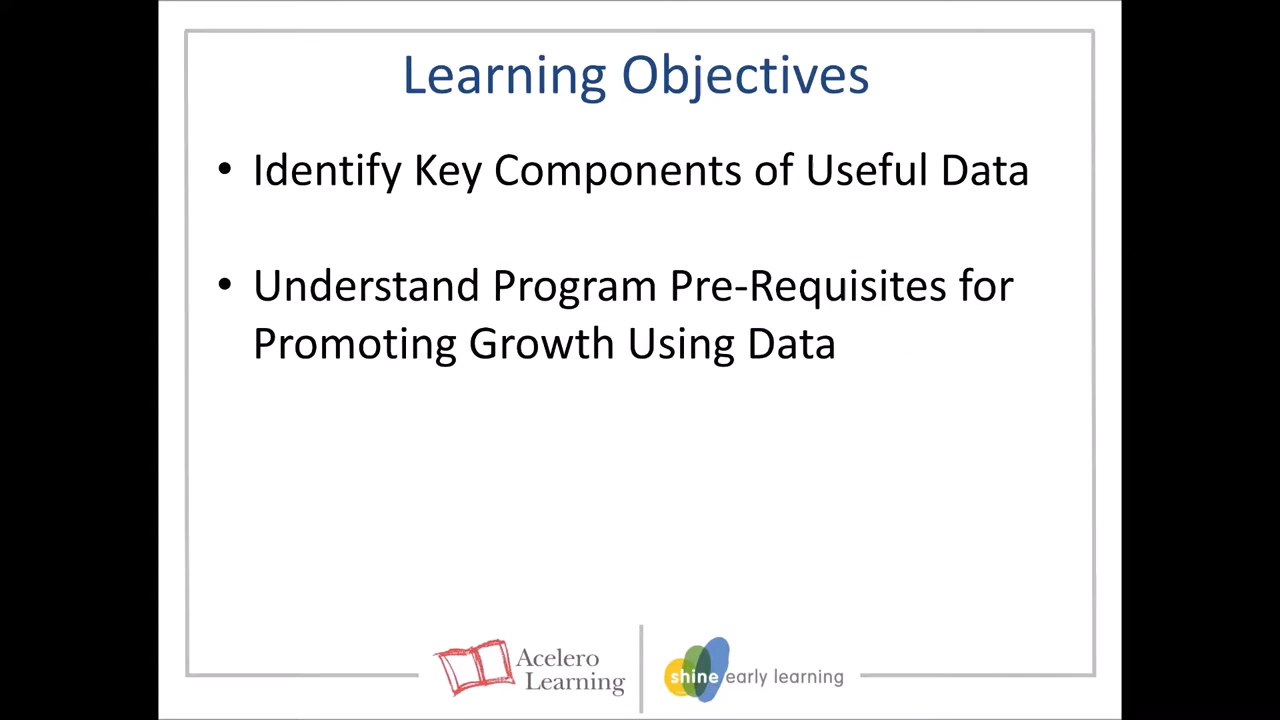 Learning Objectives
• Identify Key Components of Useful Data
• Understand Program Pre-Requisites for
Promoting Growth Using Data
Acelero
Learning
shine early learning